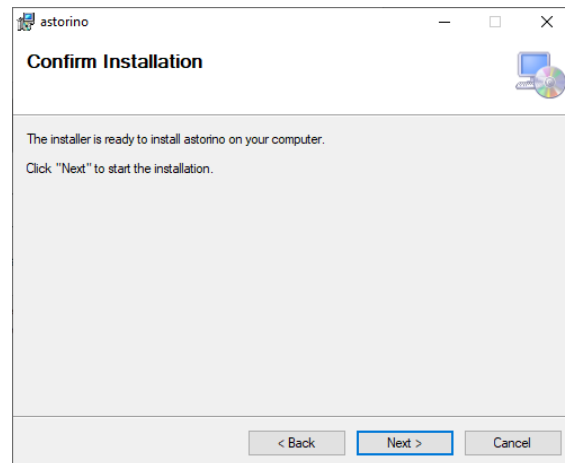 astorino
Confirm Installation
The installer is ready to install astorino on your computer.
Click "Next" to start the installation.
< Back Next > Cancel